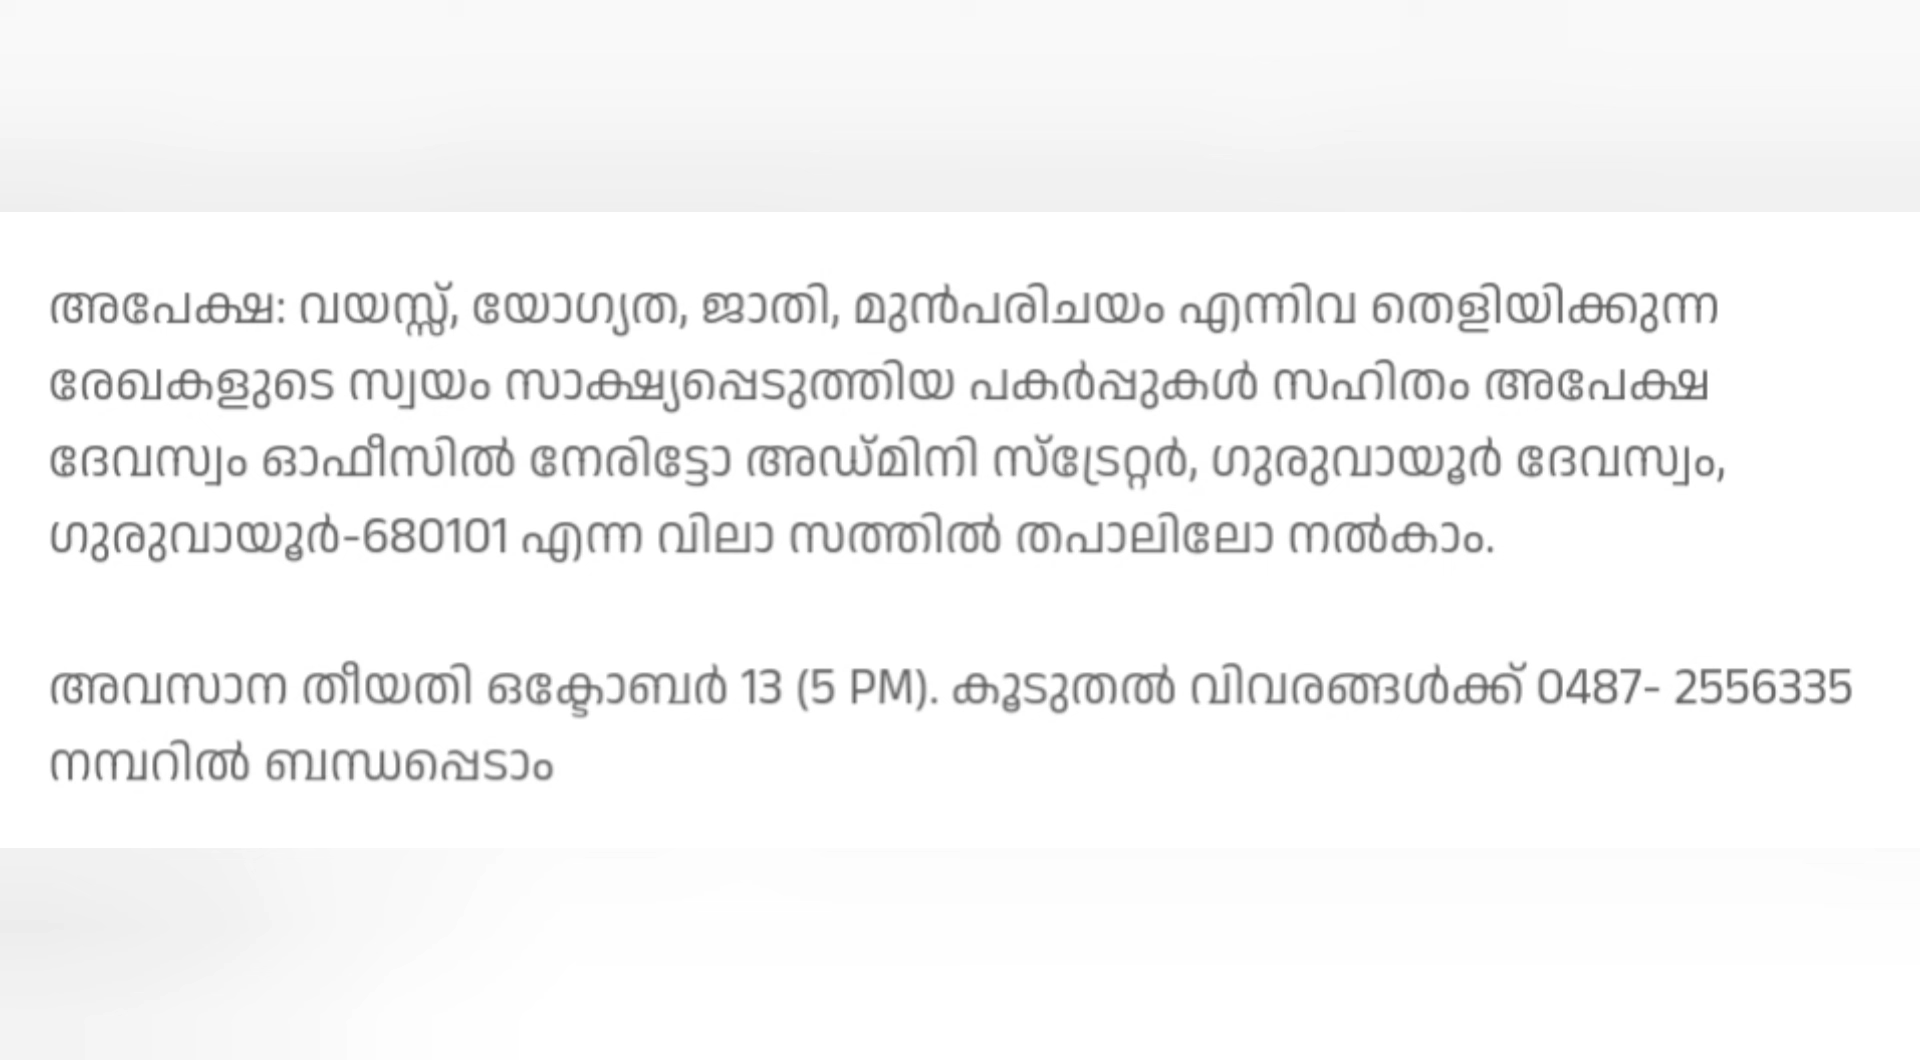 അപേക്ഷ: വയസ്സ്, യോഗ്യത, ജാതി, മുൻപരിചയം എന്നിവ തെളിയിക്കുന്ന
രേഖകളുടെ സ്വയം സാക്ഷ്യപ്പെടുത്തിയ പകർപ്പുകൾ സഹിതം അപേക്ഷ
ദേവസ്വം ഓഫീസിൽ നേരിട്ടോ അഡ്മിനി സ്ട്രേറ്റർ, ഗുരുവായൂർ ദേവസ്വം,
ഗുരുവായൂർ-680101 എന്ന വിലാ സത്തിൽ തപാലിലോ നൽകാം.
അവസാന തീയതി ഒക്ടോബർ 13 (5 PM). കൂടുതൽ വിവരങ്ങൾക്ക് 0487- 2556335
നമ്പറിൽ ബന്ധപ്പെടാം